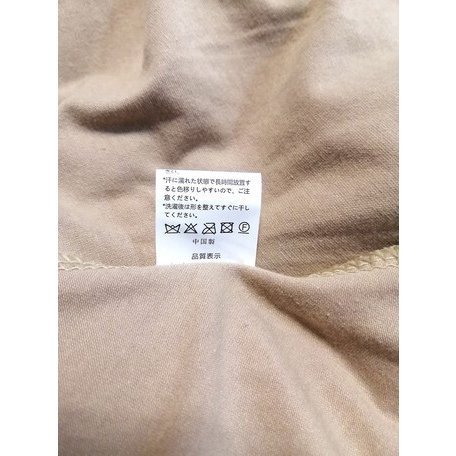 *汗に濡れた状態で長時間放置す
ると色移りしやすいので、ご注
意ください。
*洗濯後は形を整えてすぐに干し
てください。
F
中国製
品質表示